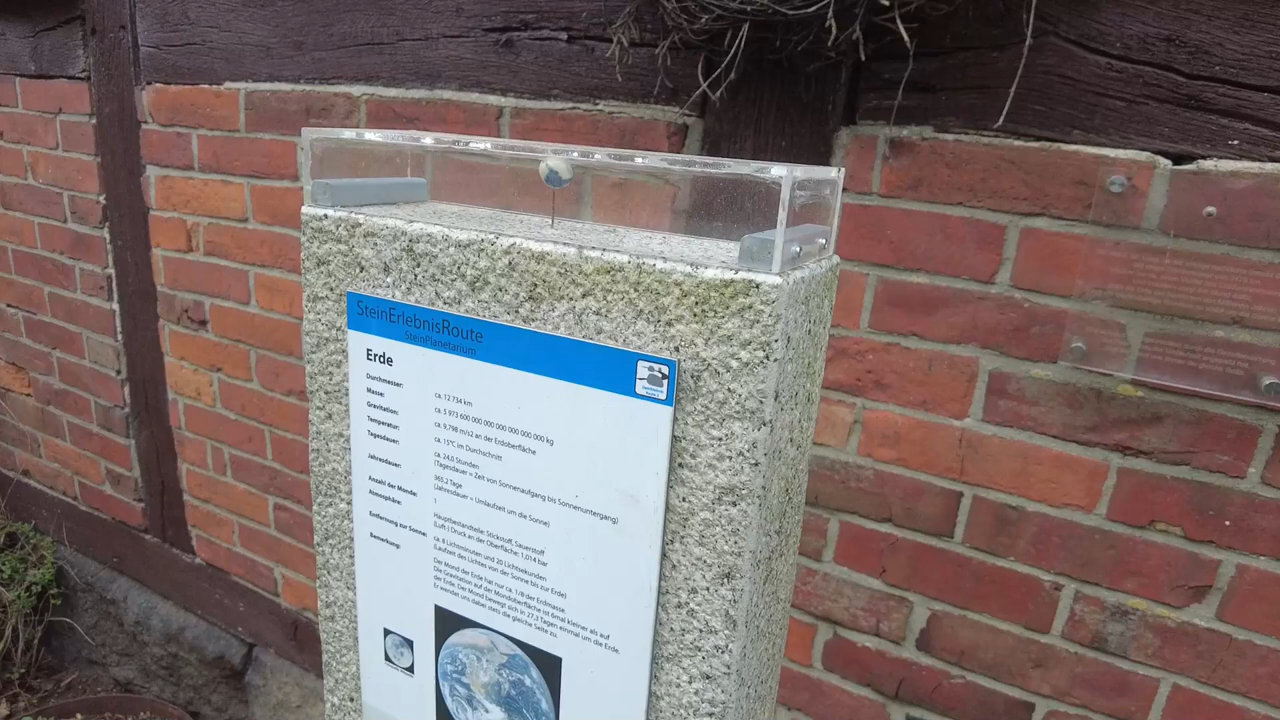 SteinErlebnisRoute
SteinPlanetarium
Erde
Durchmesser: ca. 12 734 km
Masse: ca. 5 973 600 000 000 000 000 000 000 kg
Gravitation: ca. 9,798 m/s2 an der Erdoberfläche
Temperatur: ca. 15°C im Durchschnitt
Tagesdauer: ca. 24,0 Stunden
(Tagesdauer = Zeit von Sonnenaufgang bis Sonnenuntergang)
Jahresdauer: 365,2 Tage
(Jahresdauer = Umlaufzeit um die Sonne)
Anzahl der Monde: 1
Atmosphäre: Hauptbestandteile: Stickstoff, Sauerstoff
(Luft-) Druck an der Oberfläche: 1,014 bar
Entfernung zur Sonne: ca. 8 Lichtminuten und 20 Lichtsekunden
(Laufzeit des Lichtes von der Sonne bis zur Erde)
Bemerkung: Der Mond der Erde hat nur ca. 1/8 der Erdmasse.
Die Gravitation auf der Mondoberfläche ist 6mal kleiner als auf
der Erde. Der Mond bewegt sich in 27,3 Tagen einmal um die Erde.
Er wendet uns dabei stets die gleiche Seite zu.